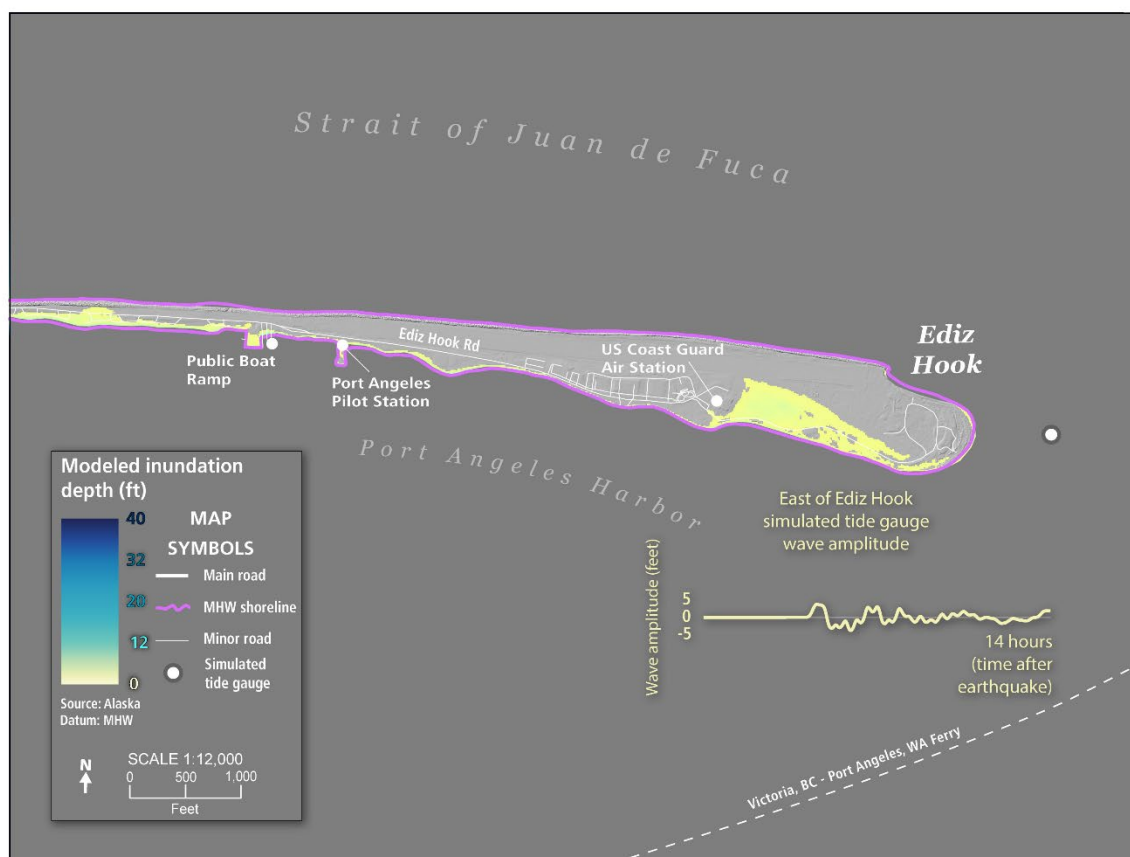 Strait of Juan de Fuca
Ediz
Hook
Ediz Hook Rd
US Coast Guard
Air Station
Public Boat
Ramp
Port Angeles
Pilot Station
Port Angeles Harbor
Modeled inundation
depth (ft)
40
32
20
12
0
MAP
SYMBOLS
Main road
MHW shoreline
Minor road
Simulated
tide gauge
Source: Alaska
Datum: MHW
N
SCALE 1:12,000
0 500 1,000
Feet
East of Ediz Hook
simulated tide gauge
wave amplitude
Wave amplitude (feet)
5
0
-5
14 hours
(time after
earthquake)
Victoria, BC - Port Angeles, WA Ferry